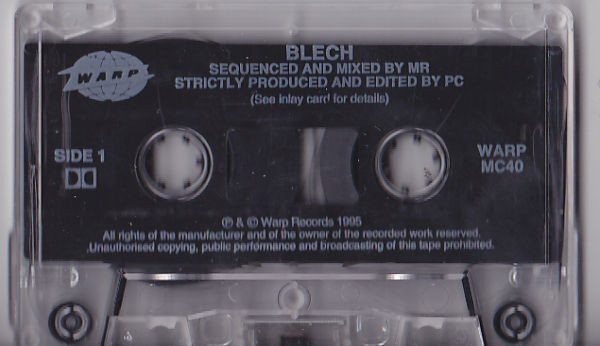 BLECH
WARP
SEQUENCED AND MIXED BY MR
STRICTLY PRODUCED AND EDITED BY PC
(See inlay card for details)
SIDE 1
WARP
MC40
℗ & © Warp Records 1995
All rights of the manufacturer and of the owner of the recorded work reserved.
Unauthorised copying, public performance and broadcasting of this tape prohibited.